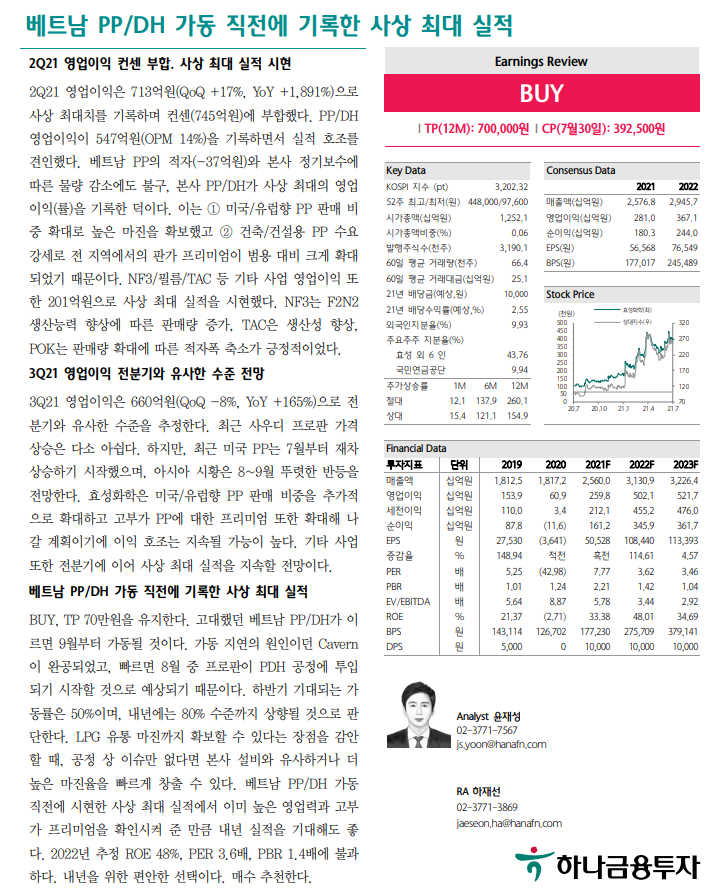 베트남 PP/DH 가동 직전에 기록한 사상 최대 실적
2Q21 영업이익 컨센 부합. 사상 최대 실적 시현
2Q21 영업이익은 713억원(QoQ +17%, YoY +1,891%)으로
사상 최대치를 기록하며 컨센(745억원)에 부합했다. PP/DH
영업이익이 547억원(OPM 14%)을 기록하면서 실적 호조를
견인했다. 베트남 PP의 적자(-37억원)와 본사 정기보수에
따른 물량 감소에도 불구, 본사 PP/DH가 사상 최대의 영업
이익(률)을 기록한 덕이다. 이는 ① 미국/유럽향 PP 판매 비
중 확대로 높은 마진을 확보했고 ② 건축/건설용 PP 수요
강세로 전 지역에서의 판가 프리미엄이 범용 대비 크게 확대
되었기 때문이다. NF3/필름/TAC 등 기타 사업 영업이익 또
한 201억원으로 사상 최대 실적을 시현했다. NF3는 F2N2
생산능력 향상에 따른 판매량 증가, TAC은 생산성 향상,
POK는 판매량 확대에 따른 적자폭 축소가 긍정적이었다.
3Q21 영업이익 전분기와 유사한 수준 전망
3Q21 영업이익은 660억원(QoQ -8%, YoY +165%)으로 전
분기와 유사한 수준을 추정한다. 최근 사우디 프로판 가격
상승은 다소 아쉽다. 하지만, 최근 미국 PP는 7월부터 재차
상승하기 시작했으며, 아시아 시황은 8~9월 뚜렷한 반등을
전망한다. 효성화학은 미국/유럽향 PP 판매 비중을 추가적
으로 확대하고 고부가 PP에 대한 프리미엄 또한 확대해 나
갈 계획이기에 이익 호조는 지속될 가능이 높다. 기타 사업
또한 전분기에 이어 사상 최대 실적을 지속할 전망이다.
베트남 PP/DH 가동 직전에 기록한 사상 최대 실적
BUY, TP 70만원을 유지한다. 고대했던 베트남 PP/DH가 이
르면 9월부터 가동될 것이다. 가동 지연의 원인이던 Cavern
이 완공되었고, 빠르면 8월 중 프로판이 PDH 공정에 투입
되기 시작할 것으로 예상되기 때문이다. 하반기 기대되는 가
동률은 50%이며, 내년에는 80% 수준까지 상향될 것으로 판
단한다. LPG 유통 마진까지 확보할 수 있다는 장점을 감안
할 때, 공정 상 이슈만 없다면 본사 설비와 유사하거나 더
높은 마진율을 빠르게 창출 수 있다. 베트남 PP/DH 가동
직전에 시현한 사상 최대 실적에서 이미 높은 영업력과 고부
가 프리미엄을 확인시켜 준 만큼 내년 실적을 기대해도 좋
다. 2022년 추정 ROE 48%, PER 3.6배, PBR 1.4배에 불과
하다. 내년을 위한 편안한 선택이다. 매수 추천한다.
Earnings Review
BUY
I TP(12M): 700,000원 I CP(7월30일): 392,500원
Key Data
KOSPI 지수 (pt) 3,202.32
52주 최고/최저(원) 448,000/97,600
시가총액(십억원) 1,252.1
시가총액비중(%) 0.06
발행주식수(천주) 3,190.1
60일 평균 거래량(천주) 66.4
60일 평균 거래대금(십억원) 25.1
21년 배당금(예상,원) 10,000
21년 배당수익률(예상,%) 2.55
외국인지분율(%) 9.93
주요주주 지분율(%)
효성 외 6 인 43.76
국민연금공단 9.94
주가상승률 1M 6M 12M
절대 12.1 137.9 260.1
상대 15.4 121.1 154.9
Consensus Data
2021 2022
매출액(십억원) 2,576.8 2,945.7
영업이익(십억원) 281.0 367.1
순이익(십억원) 180.3 244.0
EPS(원) 56,568 76,549
BPS(원) 177,017 245,489
Stock Price
(천원) 효성화학(좌)
상대지수(우)
500 320
450
400 270
350
300 220
250
200 170
150
100 120
50
0 70
20.7 20.10 21.1 21.4 21.7
Financial Data
투자지표 단위 2019 2020 2021F 2022F 2023F
매출액 십억원 1,812.5 1,817.2 2,560.0 3,130.9 3,226.4
영업이익 십억원 153.9 60.9 259.8 502.1 521.7
세전이익 십억원 110.0 3.4 212.1 455.2 476.0
순이익 십억원 87.8 (11.6) 161.2 345.9 361.7
EPS 원 27,530 (3,641) 50,528 108,440 113,393
증감율 % 148.94 적전 흑전 114.61 4.57
PER 배 5.25 (42.98) 7.77 3.62 3.46
PBR 배 1.01 1.24 2.21 1.42 1.04
EV/EBITDA 배 5.64 8.87 5.78 3.44 2.92
ROE % 21.37 (2.71) 33.38 48.01 34.69
BPS 원 143,114 126,702 177,230 275,709 379,141
DPS 원 5,000 0 10,000 10,000 10,000
Analyst 윤재성
02-3771-7567
js.yoon@hanafn.com
RA 하재선
02-3771-3869
jaeseon.ha@hanafn.com
하나금융투자